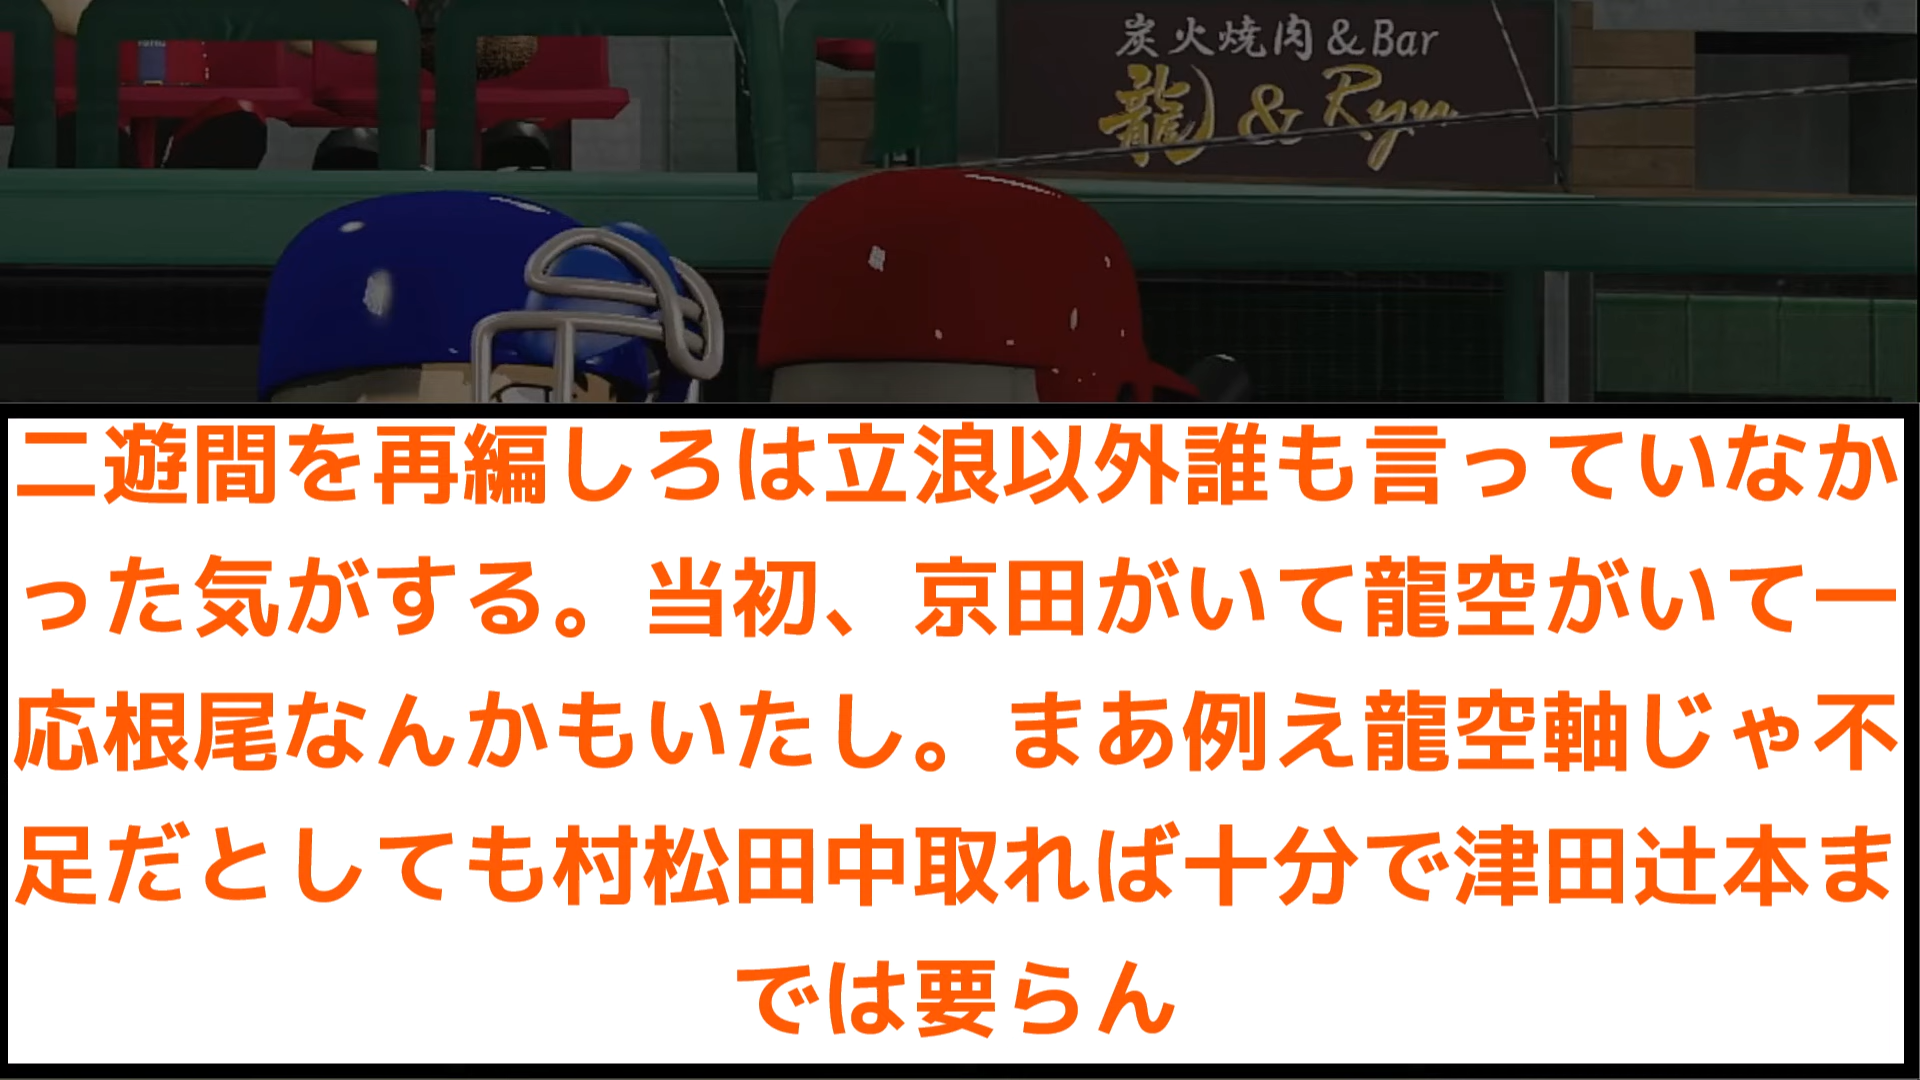 炭火焼肉&Bar
龍&Ryu
二遊間を再編しろは立浪以外誰も言っていなか
った気がする。当初、京田がいて龍空がいて一
応根尾なんかもいたし。まあ例え龍空軸じゃ不
足だとしても村松田中取れば十分で津田辻本ま
では要らん